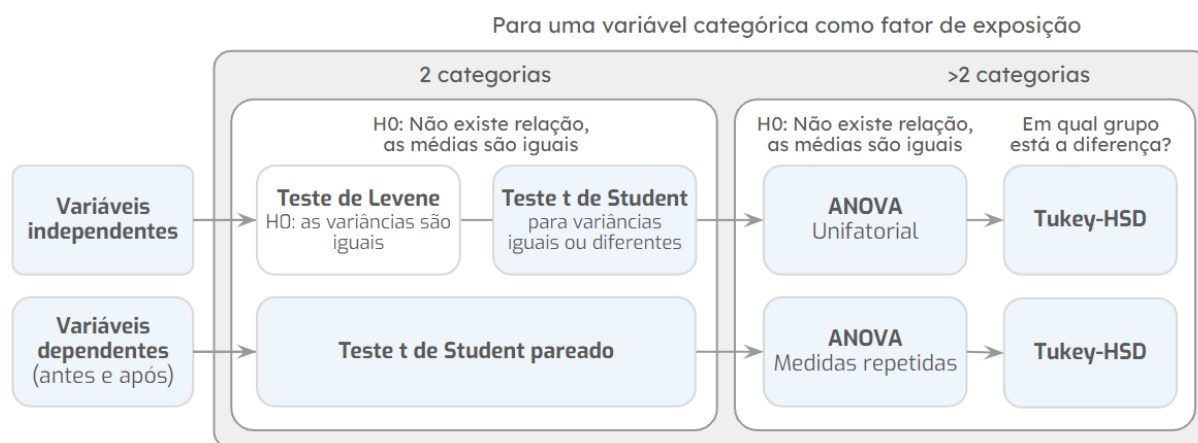 Para uma variável categórica como fator de exposição
2 categorias
>2 categorias
H0: Não existe relação,
as médias são iguais
H0: Não existe relação,
as médias são iguais
Em qual grupo
está a diferença?
Variáveis
independentes
Teste de Levene
H0: as variâncias são
iguais
Teste t de Student
para variâncias
iguais ou diferentes
ANOVA
Unifatorial
Tukey-HSD
Variáveis
dependentes
(antes e após)
Teste t de Student pareado
ANOVA
Medidas repetidas
Tukey-HSD